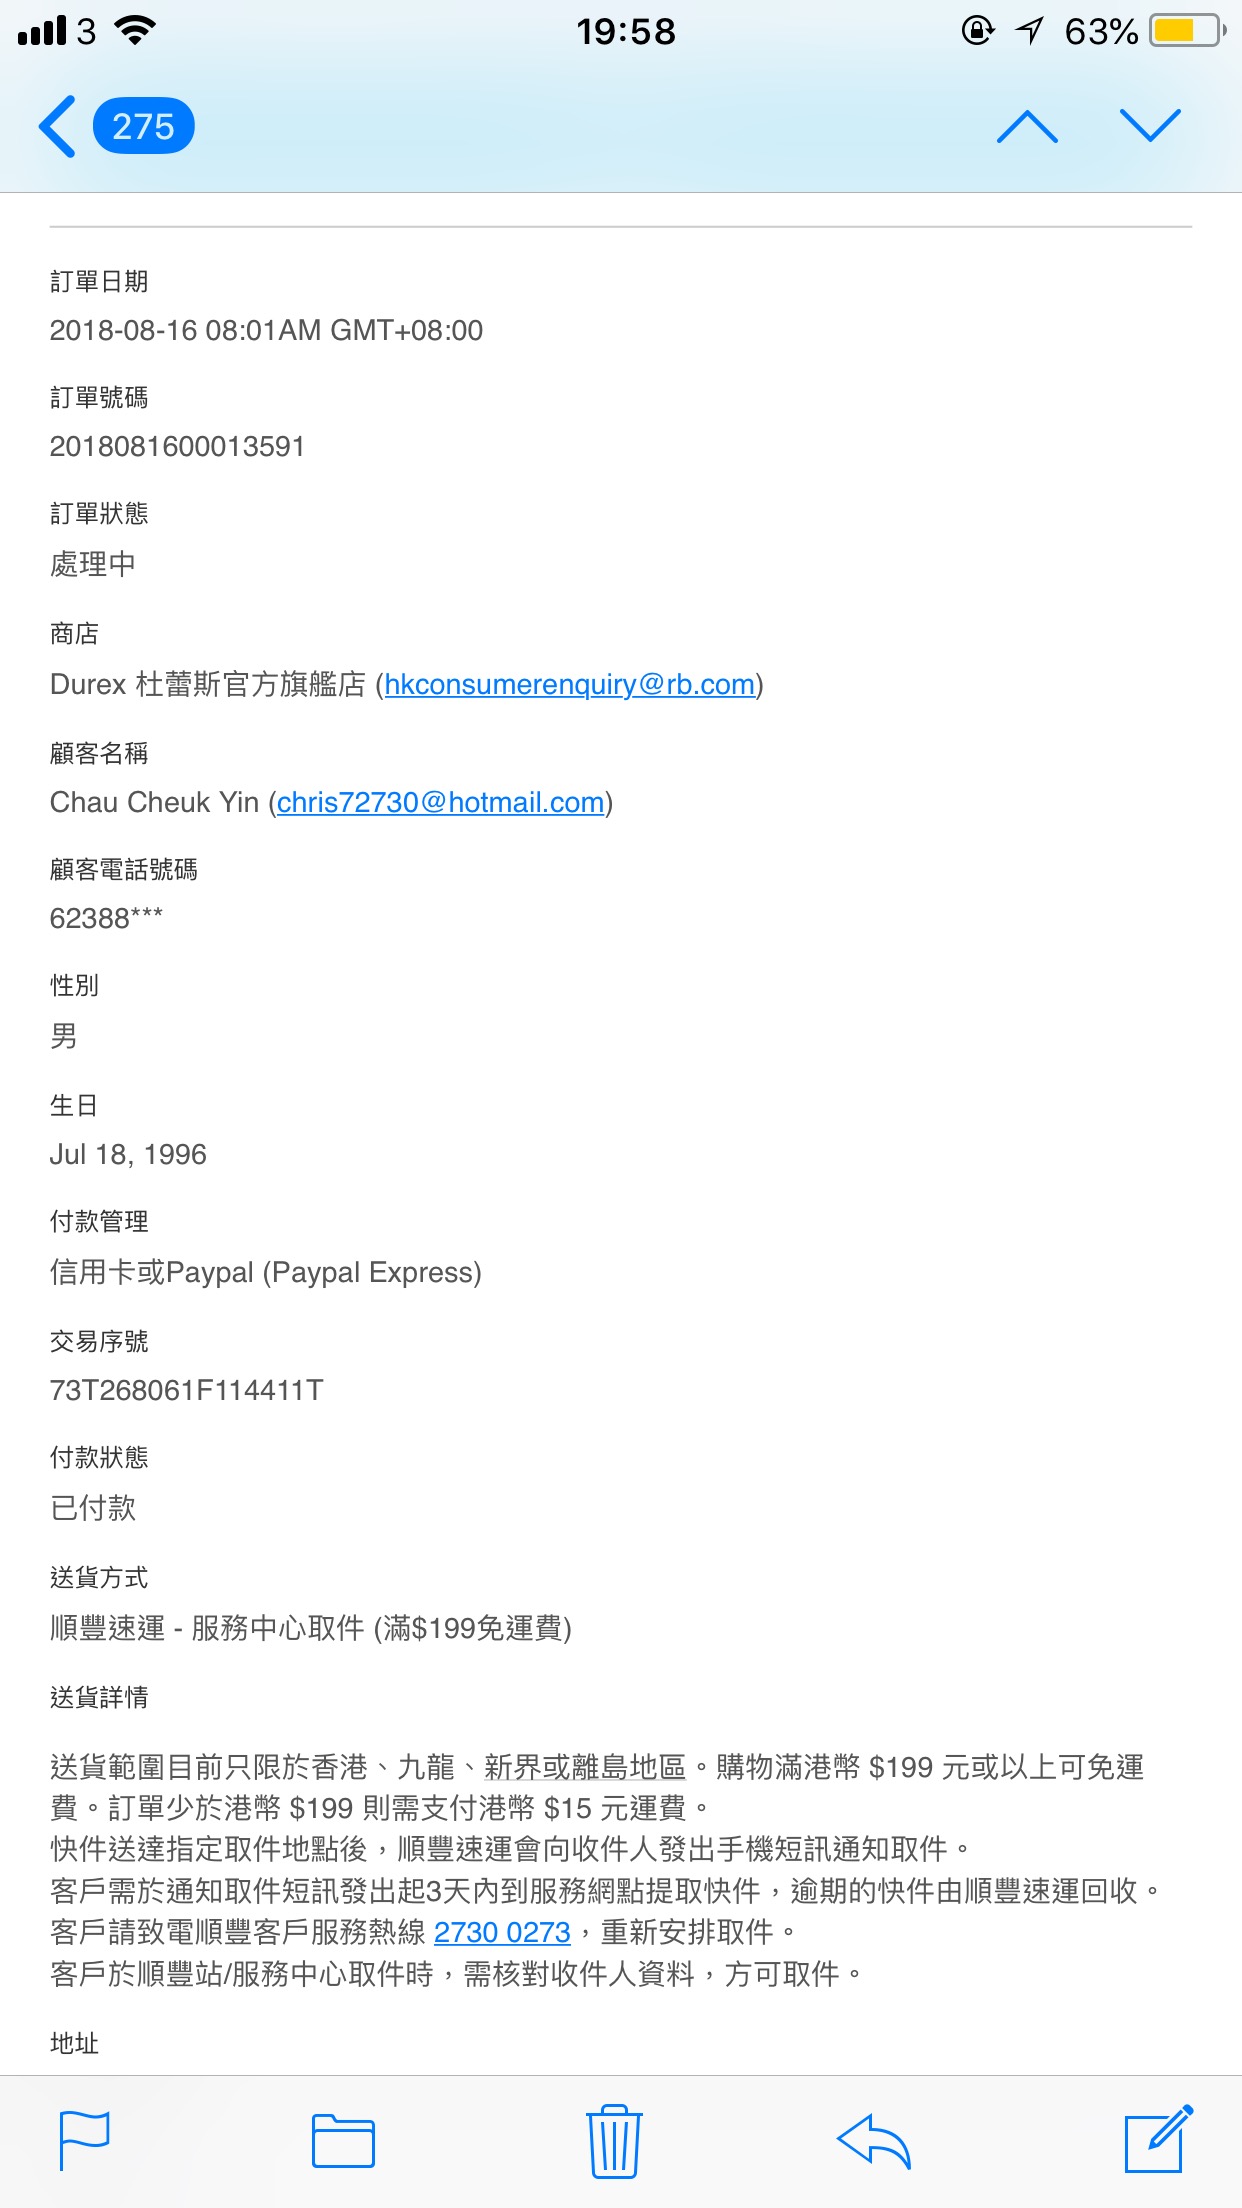 3 19:58 63%
275
訂單日期
2018-08-16 08:01AM GMT+08:00
訂單號碼
2018081600013591
訂單狀態
處理中
商店
Durex 杜蕾斯官方旗艦店 (hkconsumerenquiry@rb.com)
顧客名稱
Chau Cheuk Yin (chris72730@hotmail.com)
顧客電話號碼
62388***
性別
男
生日
Jul 18, 1996
付款管理
信用卡或Paypal (Paypal Express)
交易序號
73T268061F114411T
付款狀態
已付款
送貨方式
順豐速運 - 服務中心取件 (滿$199免運費)
送貨詳情
送貨範圍目前只限於香港、九龍、新界或離島地區。購物滿港幣 $199 元或以上可免運
費。訂單少於港幣 $199 則需支付港幣 $15 元運費。
快件送達指定取件地點後，順豐速運會向收件人發出手機短訊通知取件。
客戶需於通知取件短訊發出起3天內到服務網點提取快件，逾期的快件由順豐速運回收。
客戶請致電順豐客戶服務熱線 2730 0273，重新安排取件。
客戶於順豐站/服務中心取件時，需核對收件人資料，方可取件。
地址